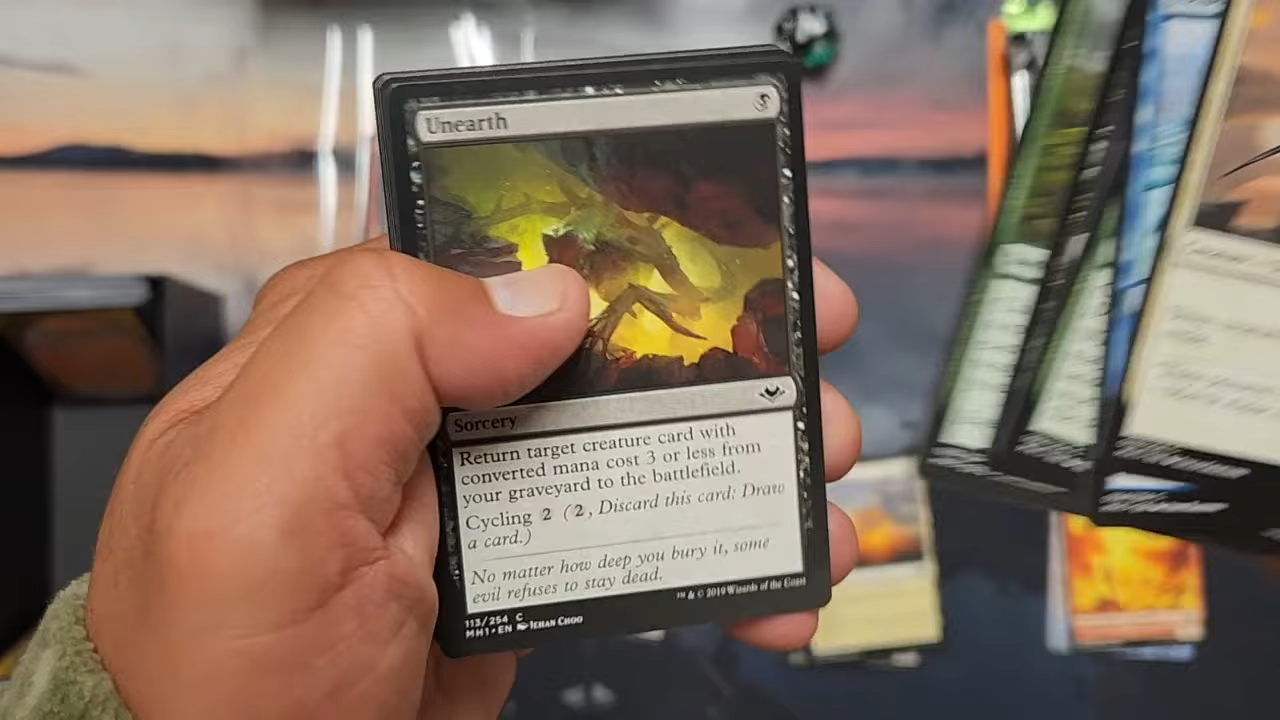 Unearth
Sorcery
Return target creature card with
converted mana cost 3 or less from
your graveyard to the battlefield.
Cycling 2 (2, Discard this card: Draw
a card.)
No matter how deep you bury it, some
evil refuses to stay dead.
113/254 C
MH1 • EN Jehan Choo
™ & © 2019 Wizards of the Coast